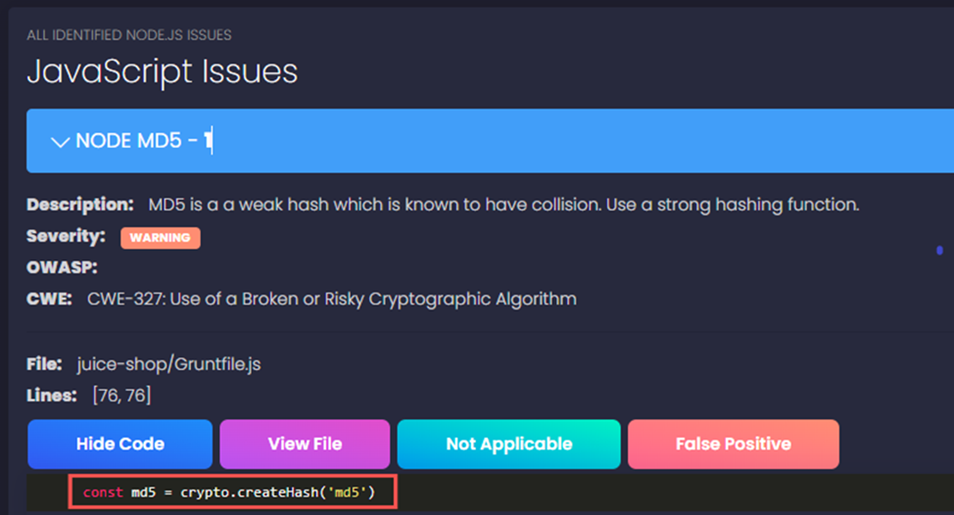 ALL IDENTIFIED NODE.JS ISSUES
JavaScript Issues
NODE MD5 - 1
Description: MD5 is a a weak hash which is known to have collision. Use a strong hashing function.
Severity: WARNING
OWASP:
CWE: CWE-327: Use of a Broken or Risky Cryptographic Algorithm
File: juice-shop/Gruntfile.js
Lines: [76, 76]
Hide Code View File Not Applicable False Positive
const md5 = crypto.createHash('md5')